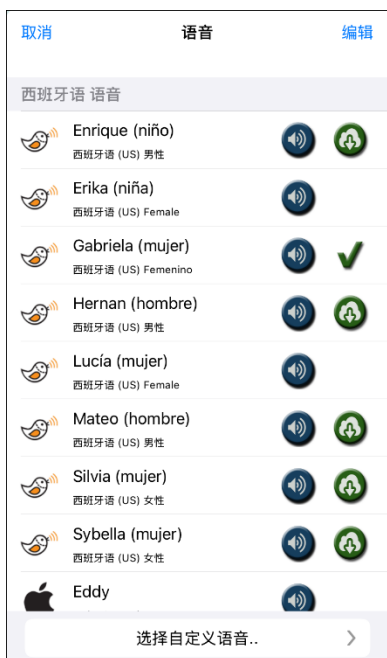 取消 语音 编辑
西班牙语 语音
Enrique (niño)
西班牙语 (US) 男性
Erika (niña)
西班牙语 (US) Female
Gabriela (mujer)
西班牙语 (US) Femenino
Hernan (hombre)
西班牙语 (US) 男性
Lucía (mujer)
西班牙语 (US) Female
Mateo (hombre)
西班牙语 (US) 男性
Silvia (mujer)
西班牙语 (US) 女性
Sybella (mujer)
西班牙语 (US) 女性
Eddy
选择自定义语音..